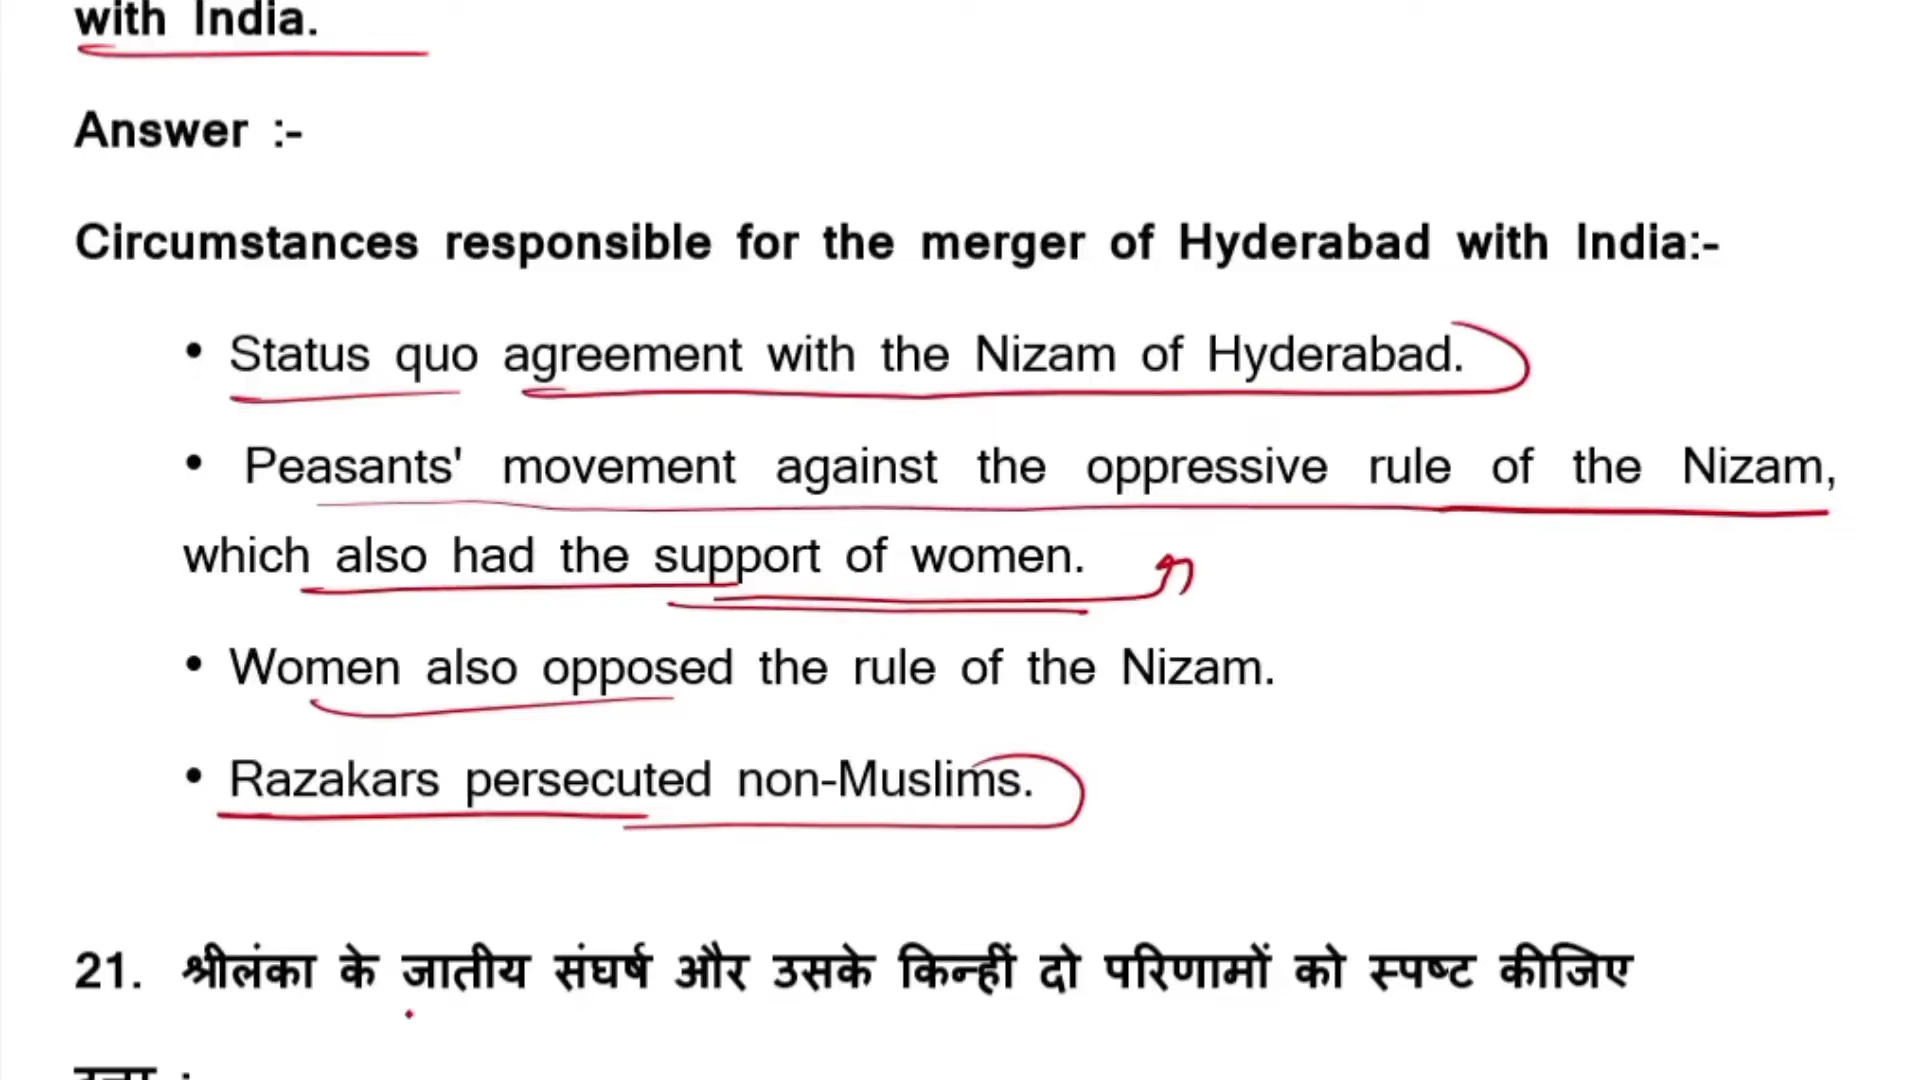 with India.
Answer :-
Circumstances responsible for the merger of Hyderabad with India:-
• Status quo agreement with the Nizam of Hyderabad.
• Peasants' movement against the oppressive rule of the Nizam,
which also had the support of women.
• Women also opposed the rule of the Nizam.
• Razakars persecuted non-Muslims.
21. श्रीलंका के जातीय संघर्ष और उसके किन्हीं दो परिणामों को स्पष्ट कीजिए